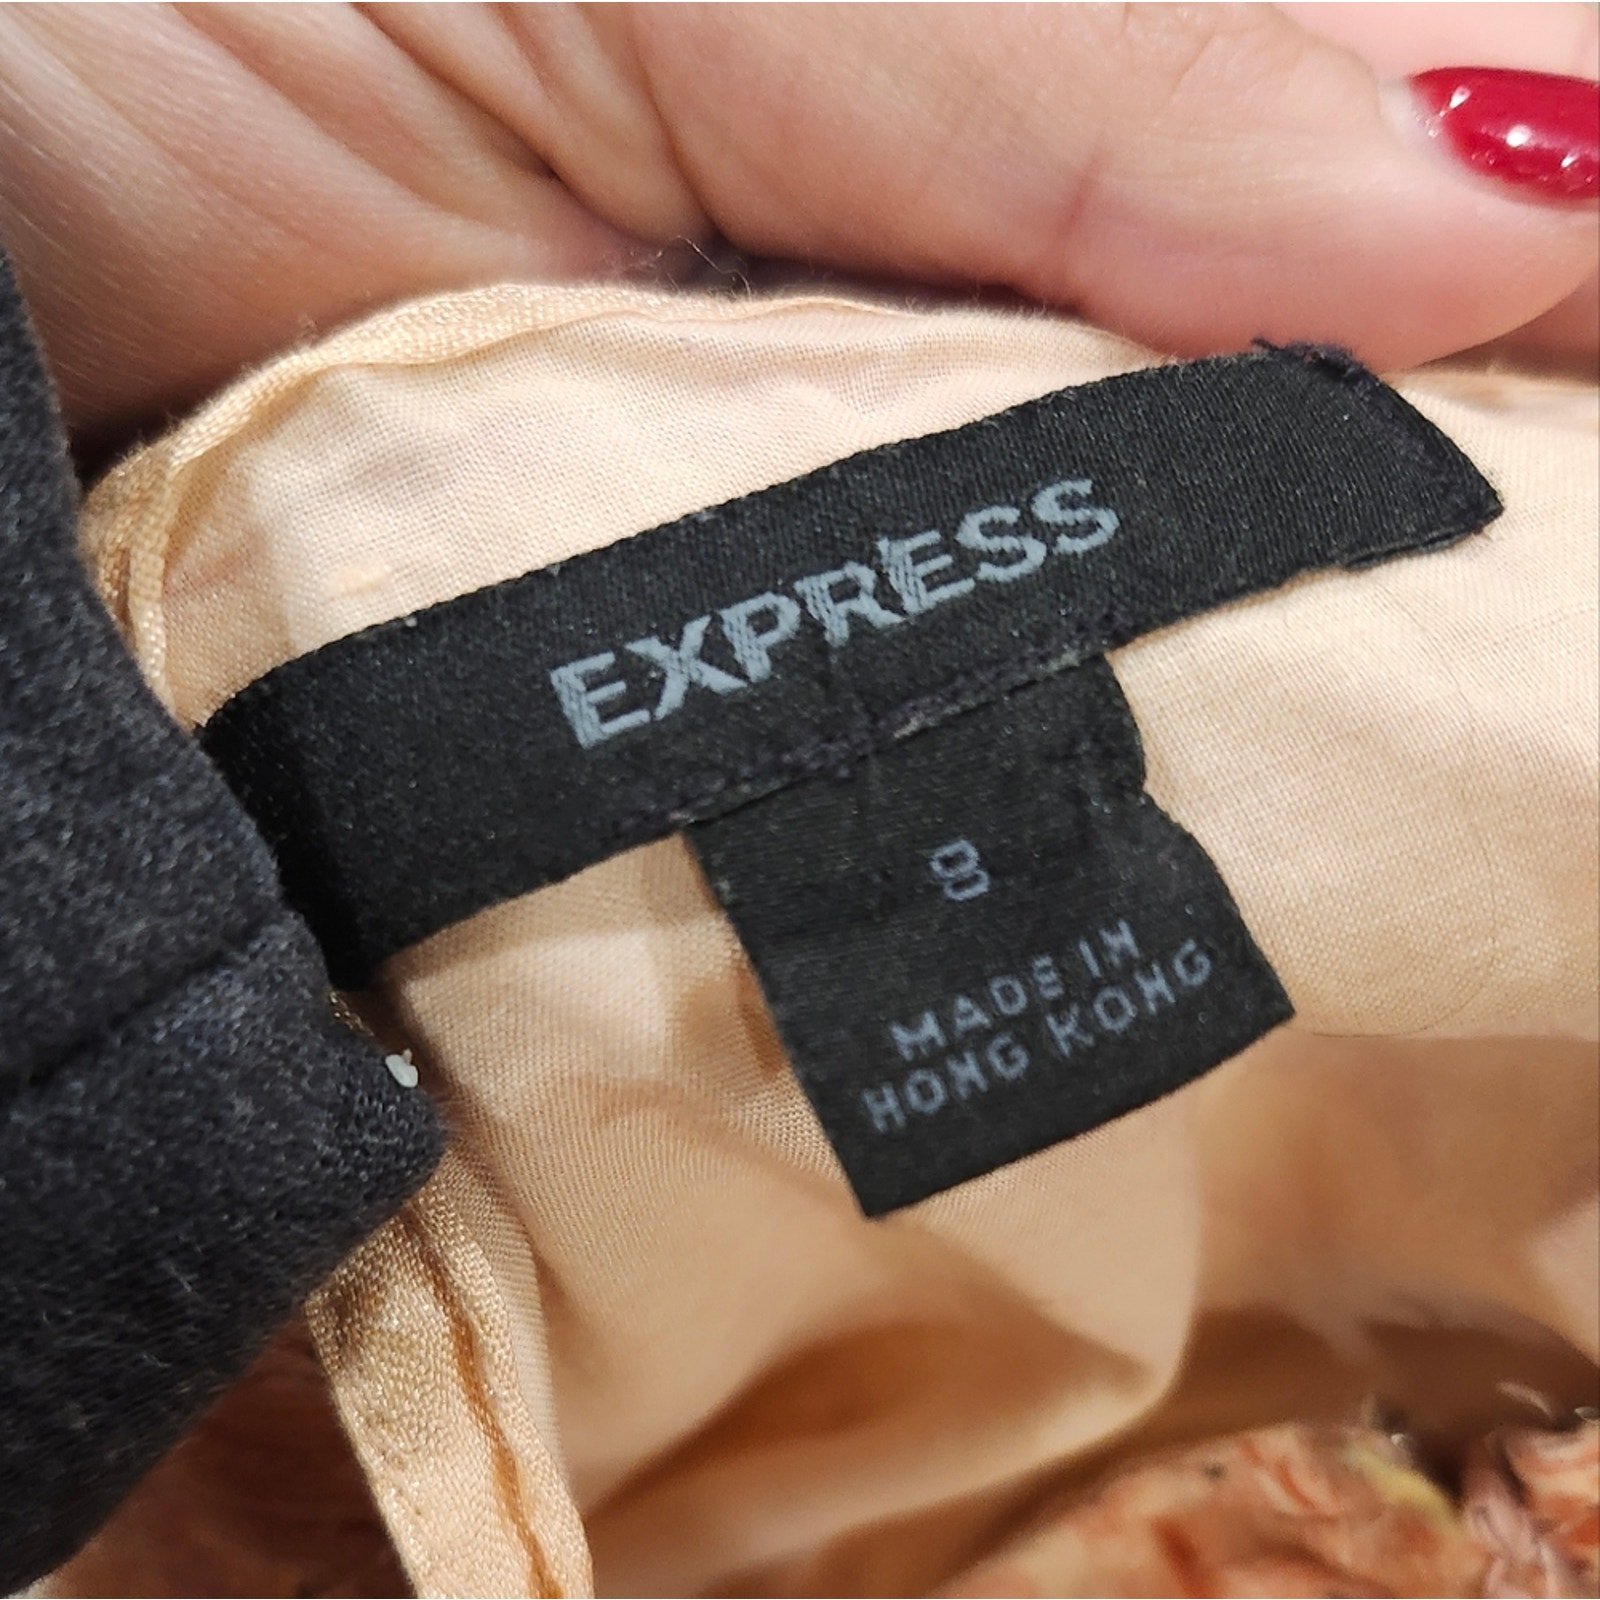 EXPRESS
8
MADE IN
HONG KONG